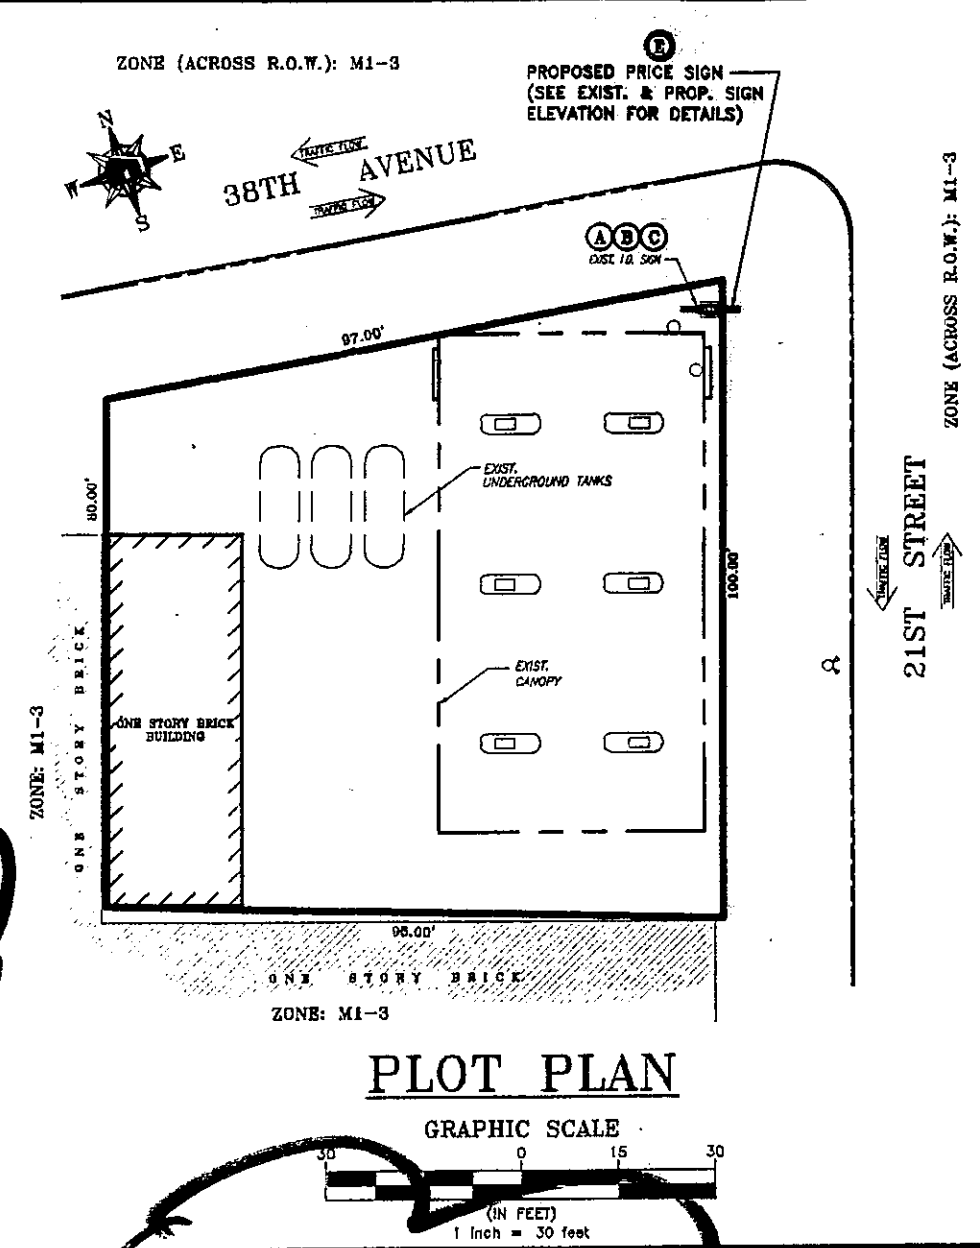 ZONE (ACROSS R.O.W.): M1-3
E
PROPOSED PRICE SIGN
(SEE EXIST. & PROP. SIGN
ELEVATION FOR DETAILS)
N
E
W
S
TRAFFIC FLOW
38TH AVENUE
TRAFFIC FLOW
ZONE (ACROSS R.O.W.): M1-3
A B C
EXIST. I.D. SIGN
97.00'
80.00'
EXIST.
UNDERGROUND TANKS
100.00'
21ST STREET
TRAFFIC FLOW
TRAFFIC FLOW
EXIST.
CANOPY
ZONE: M1-3
ONE STORY BRICK
ONE STORY BRICK
BUILDING
ONE STORY BRICK
ZONE: M1-3
PLOT PLAN
GRAPHIC SCALE
30 0 15 30
(IN FEET)
1 inch = 30 feet